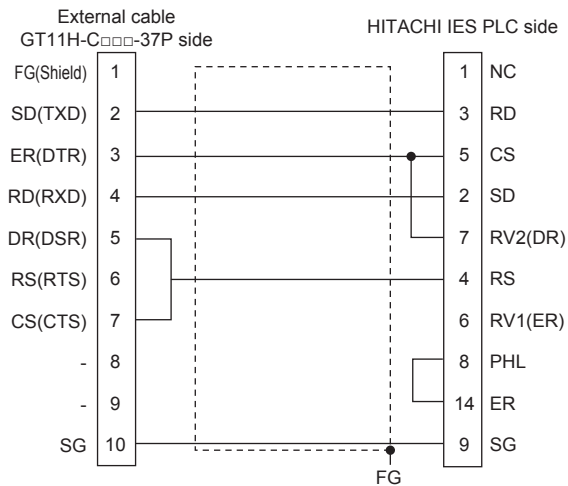 External cable
GT11H-C□□□-37P side
HITACHI IES PLC side
FG(Shield) 1 1 NC
SD(TXD) 2 3 RD
ER(DTR) 3 5 CS
RD(RXD) 4 2 SD
DR(DSR) 5 7 RV2(DR)
RS(RTS) 6 4 RS
CS(CTS) 7 6 RV1(ER)
- 8 8 PHL
- 9 14 ER
SG 10 9 SG
FG